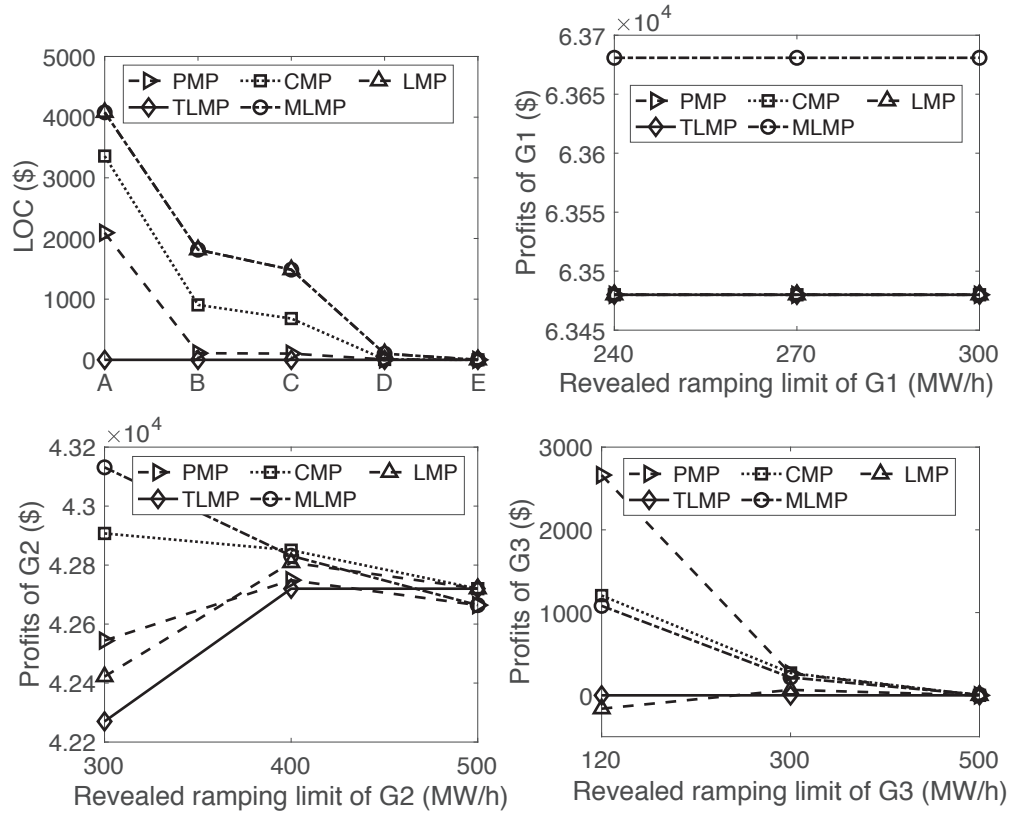 5000
4000
3000
2000
1000
0
LOC ($)
PMP CMP LMP
TLMP MLMP
A B C D E
×10⁴
6.37
6.365
6.36
6.355
6.35
6.345
Profits of G1 ($)
PMP CMP LMP
TLMP MLMP
240 270 300
Revealed ramping limit of G1 (MW/h)
×10⁴
4.32
4.3
4.28
4.26
4.24
4.22
Profits of G2 ($)
PMP CMP LMP
TLMP MLMP
300 400 500
Revealed ramping limit of G2 (MW/h)
3000
2000
1000
0
Profits of G3 ($)
PMP CMP LMP
TLMP MLMP
120 300 500
Revealed ramping limit of G3 (MW/h)